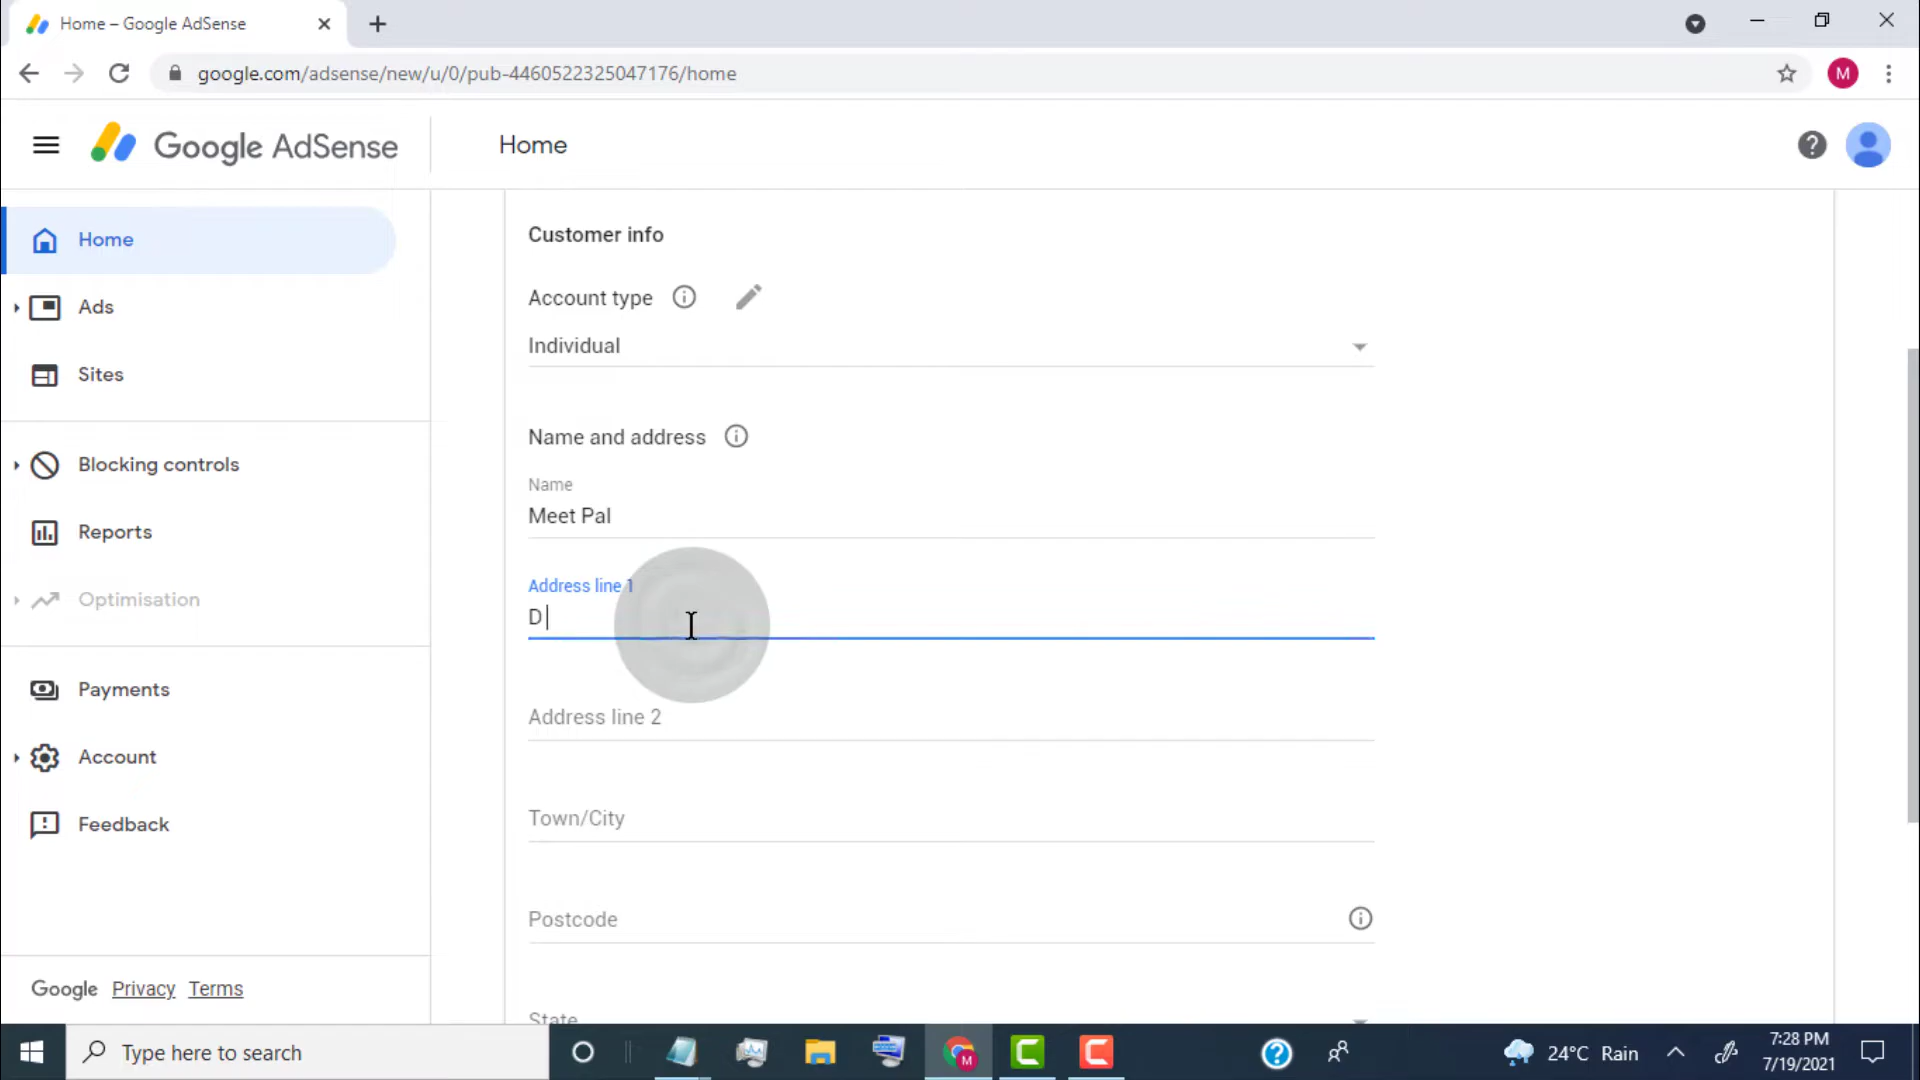 Home – Google AdSense
google.com/adsense/new/u/0/pub-4460522325047176/home
M
Google AdSense
Home
Home
Ads
Sites
Blocking controls
Reports
Optimisation
Payments
Account
Feedback
Google Privacy Terms
Customer info
Account type
Individual
Name and address
Name
Meet Pal
Address line 1
D
Address line 2
Town/City
Postcode
State
Type here to search
M
24°C Rain
7:28 PM
7/19/2021